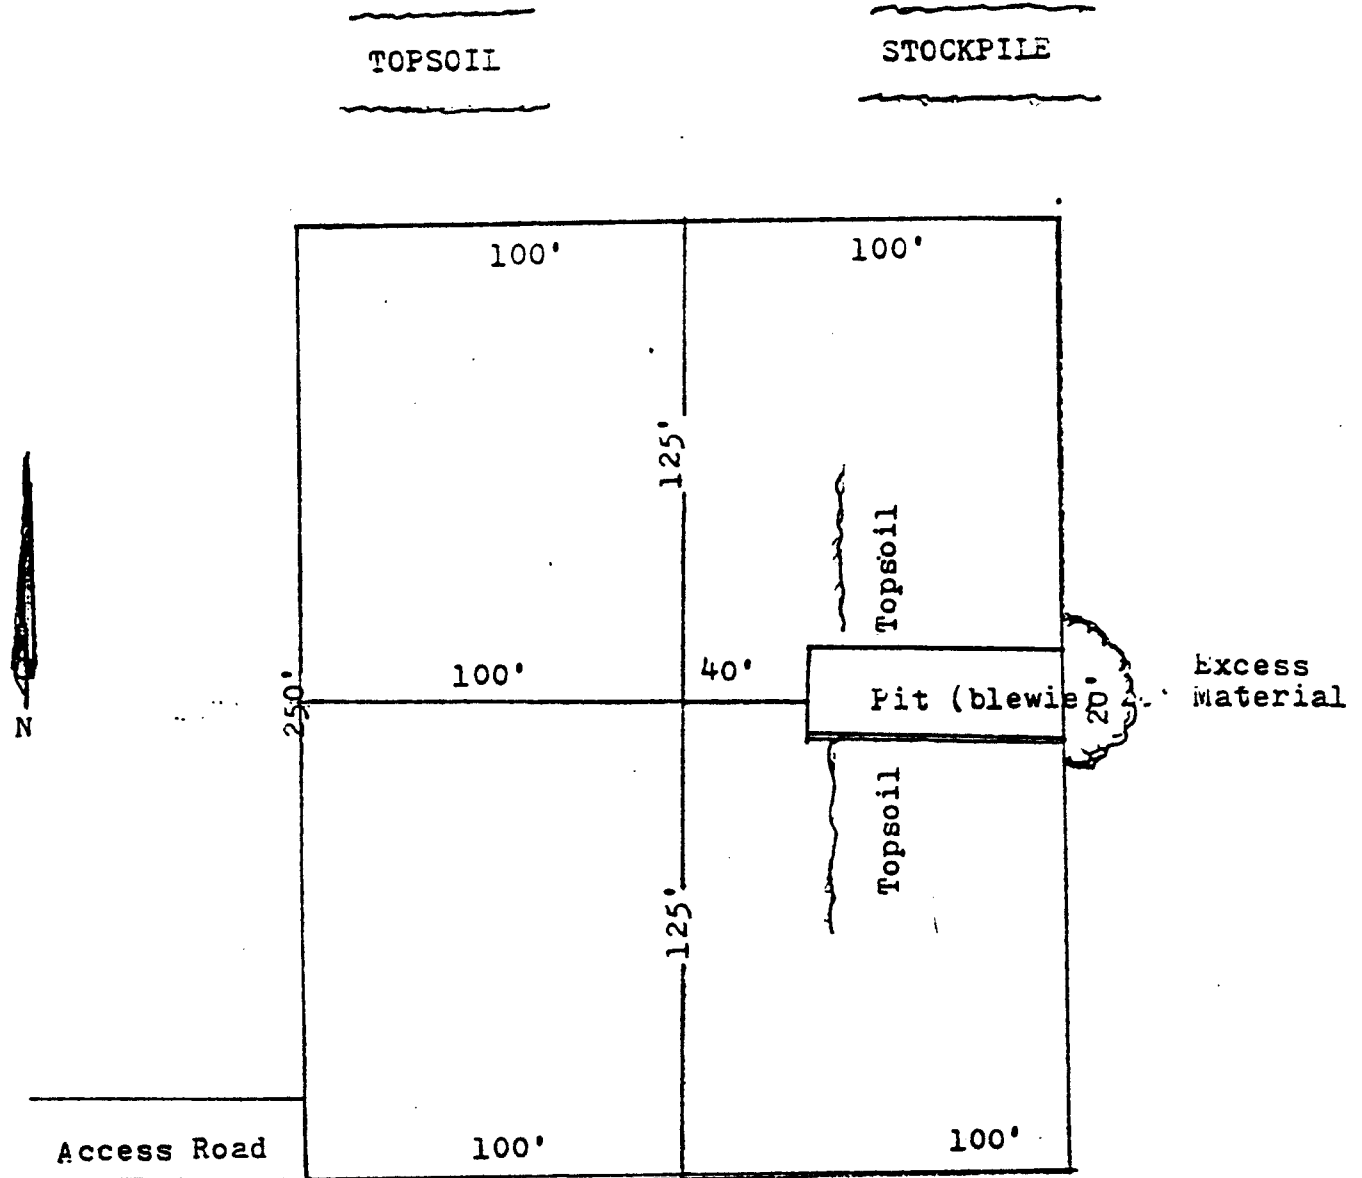 TOPSOIL
STOCKPILE
100'
100'
125'
Topsoil
100'
40'
Excess
Pit (blewie
20'
Material
250'
N
Topsoil
125'
Access Road
100'
100'